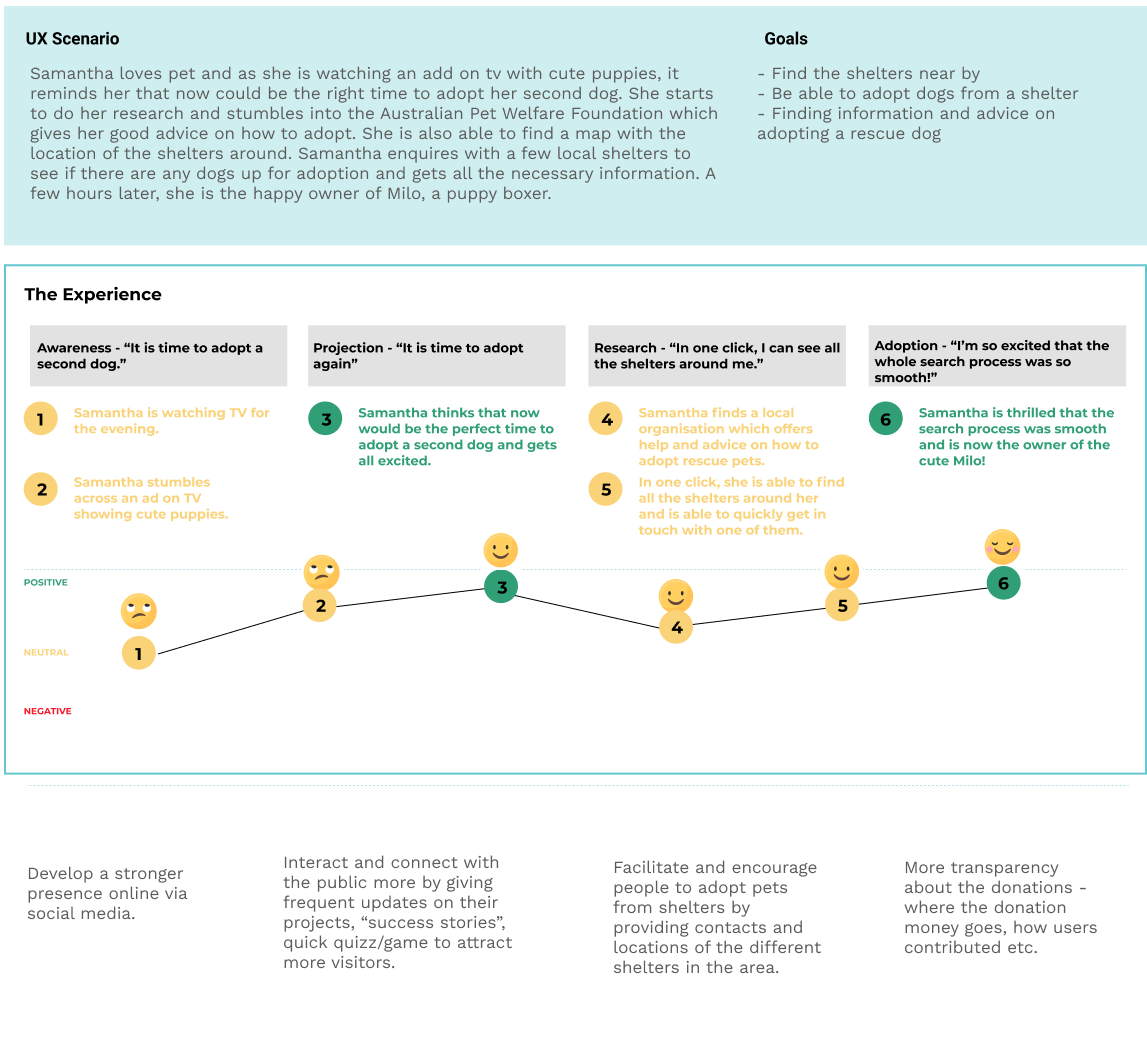 UX Scenario
Samantha loves pet and as she is watching an add on tv with cute puppies, it
reminds her that now could be the right time to adopt her second dog. She starts
to do her research and stumbles into the Australian Pet Welfare Foundation which
gives her good advice on how to adopt. She is also able to find a map with the
location of the shelters around. Samantha enquires with a few local shelters to
see if there are any dogs up for adoption and gets all the necessary information. A
few hours later, she is the happy owner of Milo, a puppy boxer.
Goals
- Find the shelters near by
- Be able to adopt dogs from a shelter
- Finding information and advice on
adopting a rescue dog
The Experience
Awareness - “It is time to adopt a
second dog.”
1
Samantha is watching TV for
the evening.
2
Samantha stumbles
across an ad on TV
showing cute puppies.
Projection - “It is time to adopt
again”
3
Samantha thinks that now
would be the perfect time to
adopt a second dog and gets
all excited.
Research - “In one click, I can see all
the shelters around me.”
4
Samantha finds a local
organisation which offers
help and advice on how to
adopt rescue pets.
5
In one click, she is able to find
all the shelters around her
and is able to quickly get in
touch with one of them.
Adoption - “I’m so excited that the
whole search process was so
smooth!”
6
Samantha is thrilled that the
search process was smooth
and is now the owner of the
cute Milo!
POSITIVE
NEUTRAL
NEGATIVE
1
2
3
4
5
6
Develop a stronger
presence online via
social media.
Interact and connect with
the public more by giving
frequent updates on their
projects, “success stories”,
quick quizz/game to attract
more visitors.
Facilitate and encourage
people to adopt pets
from shelters by
providing contacts and
locations of the different
shelters in the area.
More transparency
about the donations -
where the donation
money goes, how users
contributed etc.